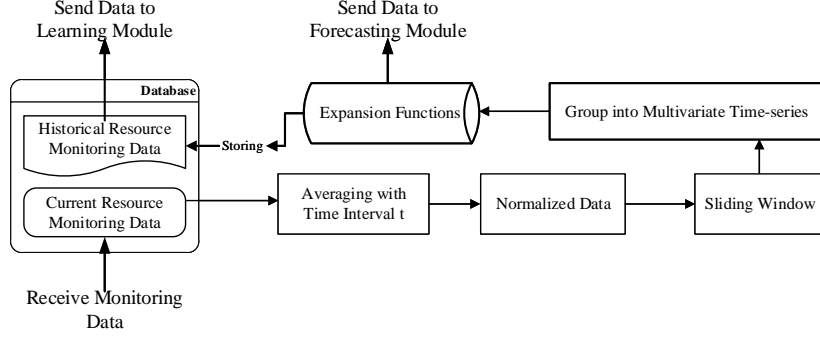 Send Data to
Learning Module
Send Data to
Forecasting Module
Database
Historical Resource
Monitoring Data
Storing
Expansion Functions
Group into Multivariate Time-series
Current Resource
Monitoring Data
Averaging with
Time Interval t
Normalized Data
Sliding Window
Receive Monitoring
Data